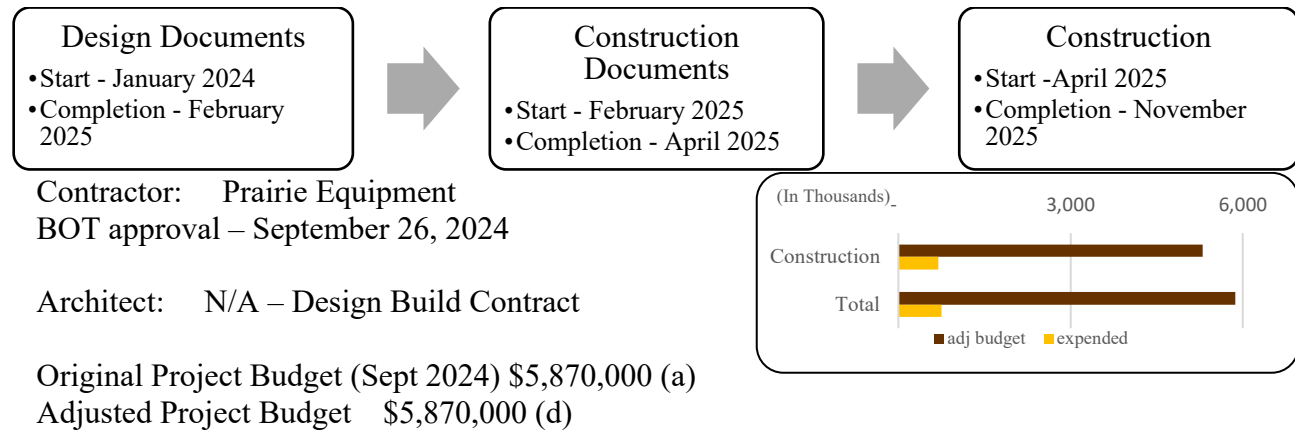 Design Documents
•Start - January 2024
•Completion - February
2025
Construction
Documents
•Start - February 2025
•Completion - April 2025
Construction
•Start -April 2025
•Completion - November
2025
Contractor: Prairie Equipment
BOT approval – September 26, 2024
Architect: N/A – Design Build Contract
Original Project Budget (Sept 2024) $5,870,000 (a)
Adjusted Project Budget $5,870,000 (d)
(In Thousands) - 3,000 6,000
Construction
Total
adj budget expended